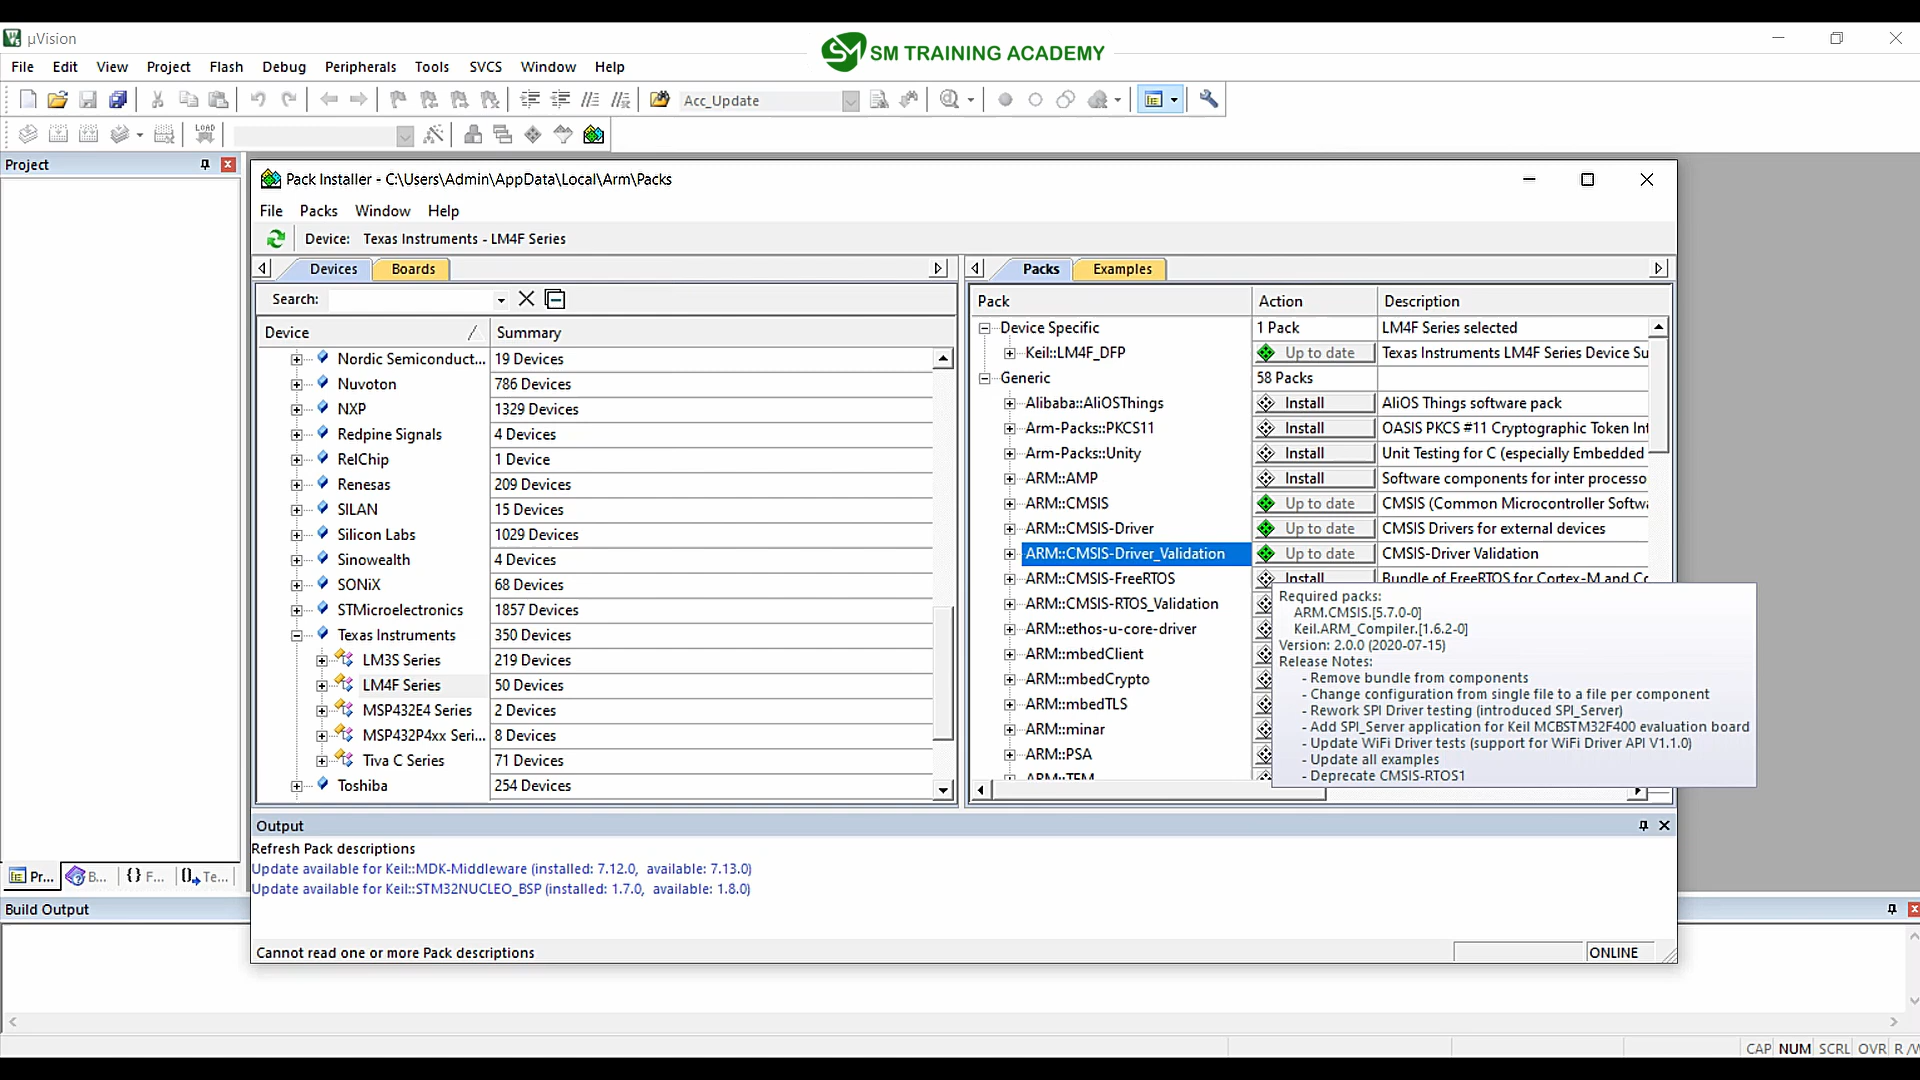 µVision
SM TRAINING ACADEMY
File Edit View Project Flash Debug Peripherals Tools SVCS Window Help
Acc_Update
LOAD
Project
Pack Installer - C:\Users\Admin\AppData\Local\Arm\Packs
File Packs Window Help
Device: Texas Instruments - LM4F Series
Devices Boards
Packs Examples
Search:
Device Summary
Nordic Semiconduct... 19 Devices
Nuvoton 786 Devices
NXP 1329 Devices
Redpine Signals 4 Devices
RelChip 1 Device
Renesas 209 Devices
SILAN 15 Devices
Silicon Labs 1029 Devices
Sinowealth 4 Devices
SONiX 68 Devices
STMicroelectronics 1857 Devices
Texas Instruments 350 Devices
LM3S Series 219 Devices
LM4F Series 50 Devices
MSP432E4 Series 2 Devices
MSP432P4xx Seri... 8 Devices
Tiva C Series 71 Devices
Toshiba 254 Devices
Pack Action Description
Device Specific 1 Pack LM4F Series selected
Keil::LM4F_DFP Up to date Texas Instruments LM4F Series Device Su
Generic 58 Packs
Alibaba::AliOSThings Install AliOS Things software pack
Arm-Packs::PKCS11 Install OASIS PKCS #11 Cryptographic Token Int
Arm-Packs::Unity Install Unit Testing for C (especially Embedded
ARM::AMP Install Software components for inter processo
ARM::CMSIS Up to date CMSIS (Common Microcontroller Softwa
ARM::CMSIS-Driver Up to date CMSIS Drivers for external devices
ARM::CMSIS-Driver_Validation Up to date CMSIS-Driver Validation
ARM::CMSIS-FreeRTOS Install Bundle of FreeRTOS for Cortex-M and Co
ARM::CMSIS-RTOS_Validation
ARM::ethos-u-core-driver
ARM::mbedClient
ARM::mbedCrypto
ARM::mbedTLS
ARM::minar
ARM::PSA
ARM::TFM
Required packs:
ARM.CMSIS.[5.7.0-0]
Keil.ARM_Compiler.[1.6.2-0]
Version: 2.0.0 (2020-07-15)
Release Notes:
- Remove bundle from components
- Change configuration from single file to a file per component
- Rework SPI Driver testing (introduced SPI_Server)
- Add SPI_Server application for Keil MCBSTM32F400 evaluation board
- Update WiFi Driver tests (support for WiFi Driver API V1.1.0)
- Update all examples
- Deprecate CMSIS-RTOS1
Output
Refresh Pack descriptions
Update available for Keil::MDK-Middleware (installed: 7.12.0, available: 7.13.0)
Update available for Keil::STM32NUCLEO_BSP (installed: 1.7.0, available: 1.8.0)
Cannot read one or more Pack descriptions
ONLINE
Pr... B... {} F... Te...
Build Output
CAP NUM SCRL OVR R/W